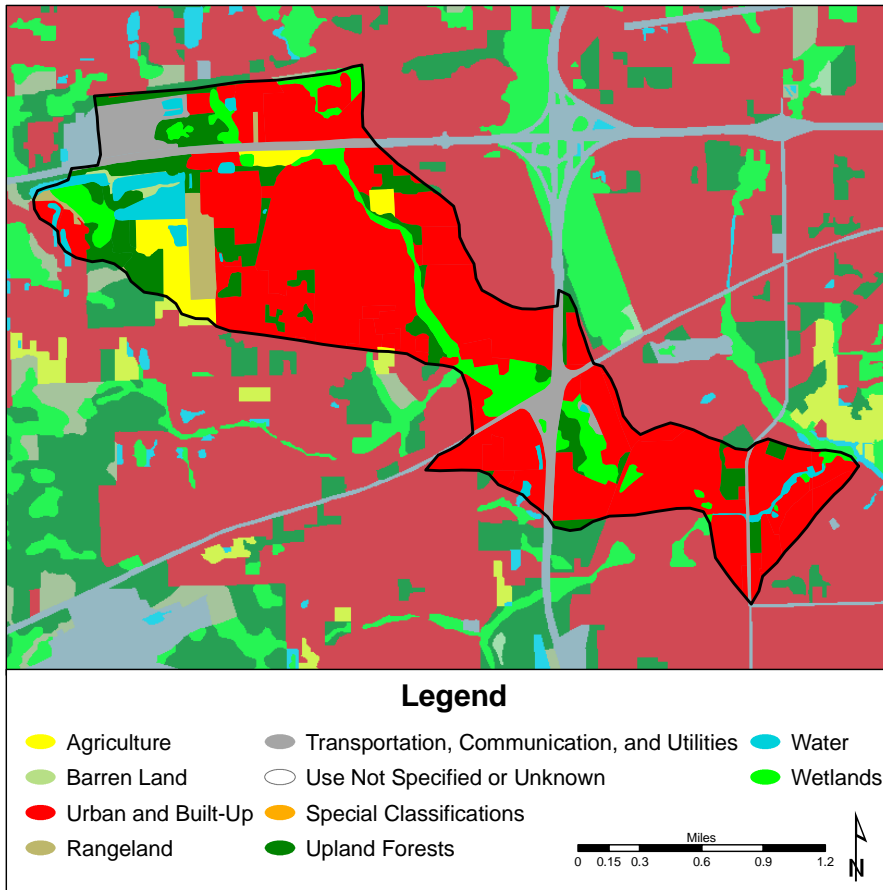 Legend
Agriculture
Barren Land
Urban and Built-Up
Rangeland
Transportation, Communication, and Utilities
Use Not Specified or Unknown
Special Classifications
Upland Forests
Water
Wetlands
Miles
0 0.15 0.3 0.6 0.9 1.2
N